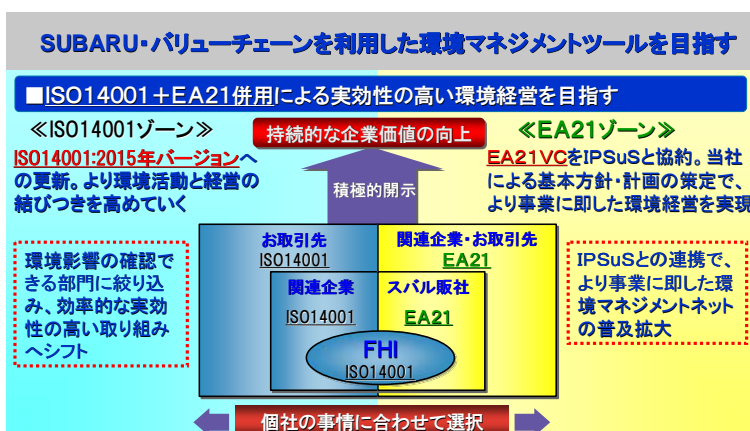 SUBARU・バリューチェーンを利用した環境マネジメントツールを目指す
■ISO14001＋EA21併用による実効性の高い環境経営を目指す
≪ISO14001ゾーン≫
ISO14001:2015年バージョンへ
の更新。より環境活動と経営の
結びつきを高めていく
持続的な企業価値の向上
積極的開示
≪EA21ゾーン≫
EA21VCをIPSuSと協約。当社
による基本方針・計画の策定で、
より事業に即した環境経営を実現
環境影響の確認で
きる部門に絞り込
み、効率的な実効
性の高い取り組み
へシフト
お取引先
ISO14001
関連企業・お取引先
EA21
関連企業
ISO14001
スバル販社
EA21
FHI
ISO14001
IPSuSとの連携で、
より事業に即した環
境マネジメントネット
の普及拡大
個社の事情に合わせて選択